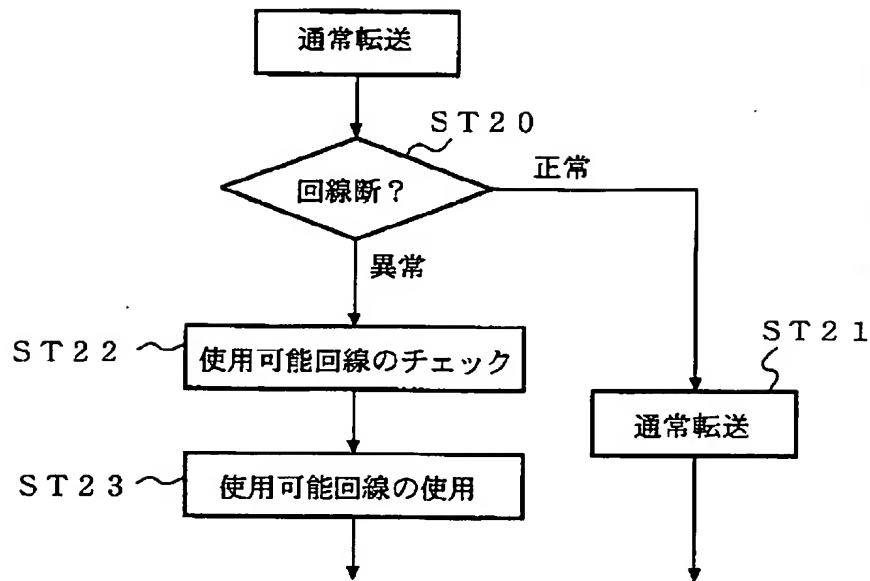 通常転送
ST20
回線断?
正常
異常
ST22
使用可能回線のチェック
ST21
通常転送
ST23
使用可能回線の使用